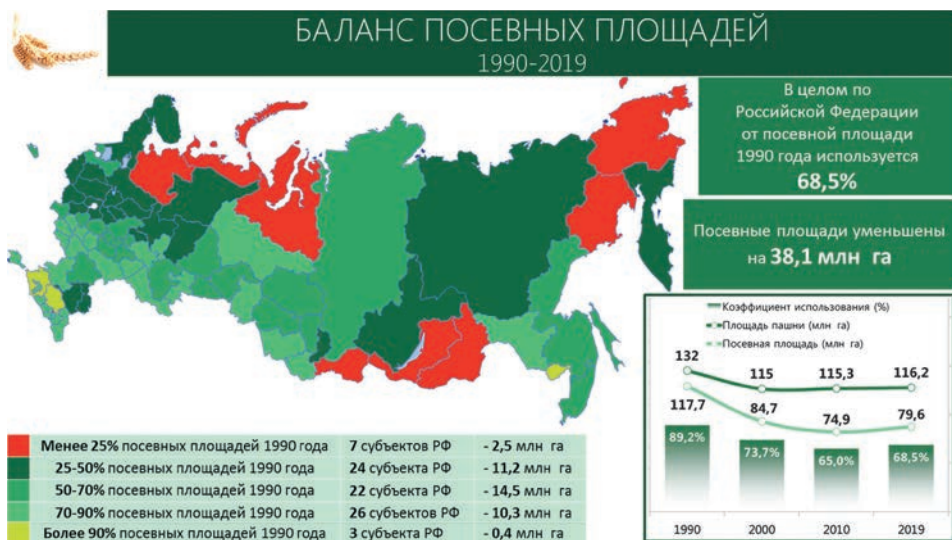 БАЛАНС ПОСЕВНЫХ ПЛОЩАДЕЙ
1990-2019
В целом по
Российской Федерации
от посевной площади
1990 года используется
68,5%
Посевные площади уменьшены
на 38,1 млн га
Коэффициент использования (%)
Площадь пашни (млн га)
Посевная площадь (млн га)
132 115 115,3 116,2
117,7 84,7 74,9 79,6
89,2% 73,7% 65,0% 68,5%
1990 2000 2010 2019
Менее 25% посевных площадей 1990 года 7 субъектов РФ - 2,5 млн га
25-50% посевных площадей 1990 года 24 субъекта РФ - 11,2 млн га
50-70% посевных площадей 1990 года 22 субъекта РФ - 14,5 млн га
70-90% посевных площадей 1990 года 26 субъектов РФ - 10,3 млн га
Более 90% посевных площадей 1990 года 3 субъекта РФ - 0,4 млн га